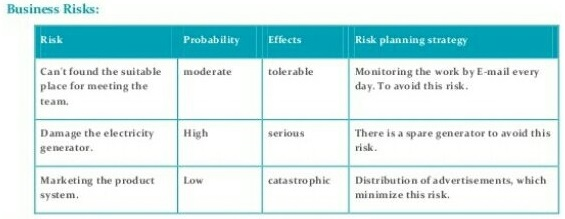 Business Risks:
Risk Probability Effects Risk planning strategy
Can't found the suitable moderate tolerable Monitoring the work by E-mail every
place for meeting the day. To avoid this risk.
team.
Damage the electricity High serious There is a spare generator to avoid this
generator. risk.
Marketing the product Low catastrophic Distribution of advertisements, which
system. minimize this risk.